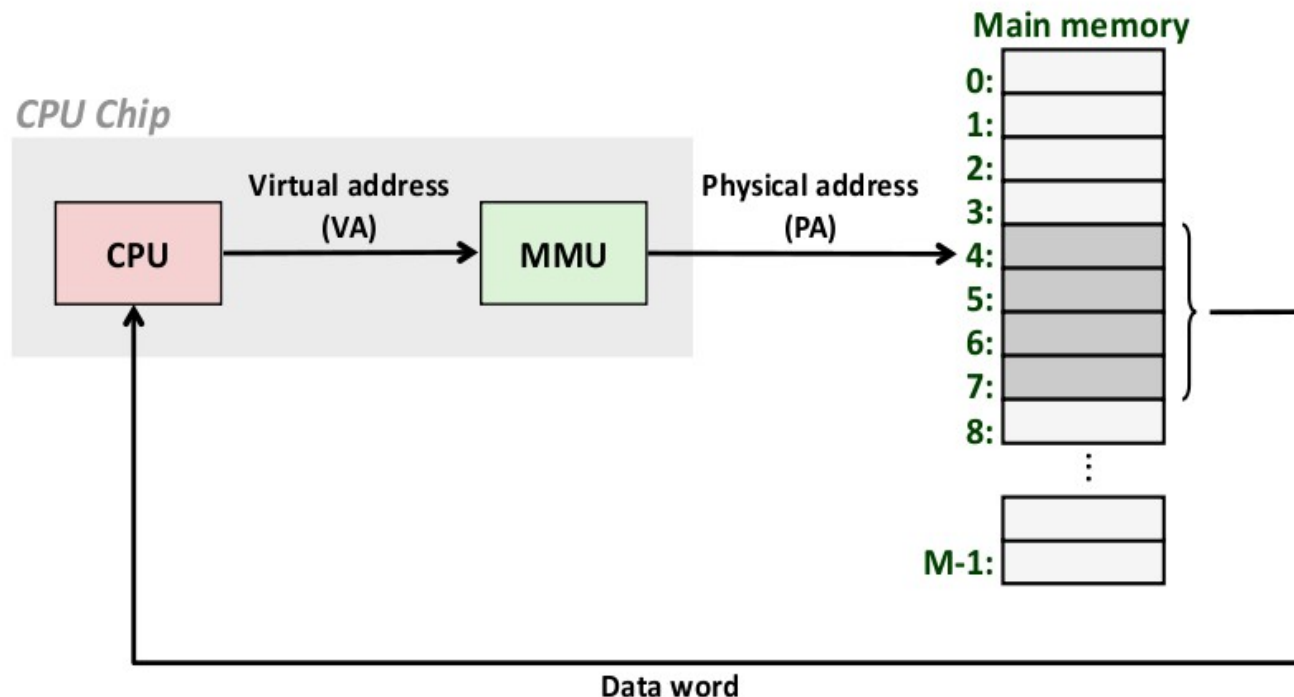 Main memory
CPU Chip
0:
1:
Virtual address
(VA)
Physical address
(PA)
2:
3:
CPU
MMU
4:
5:
6:
7:
8:
⋮
M-1:
Data word